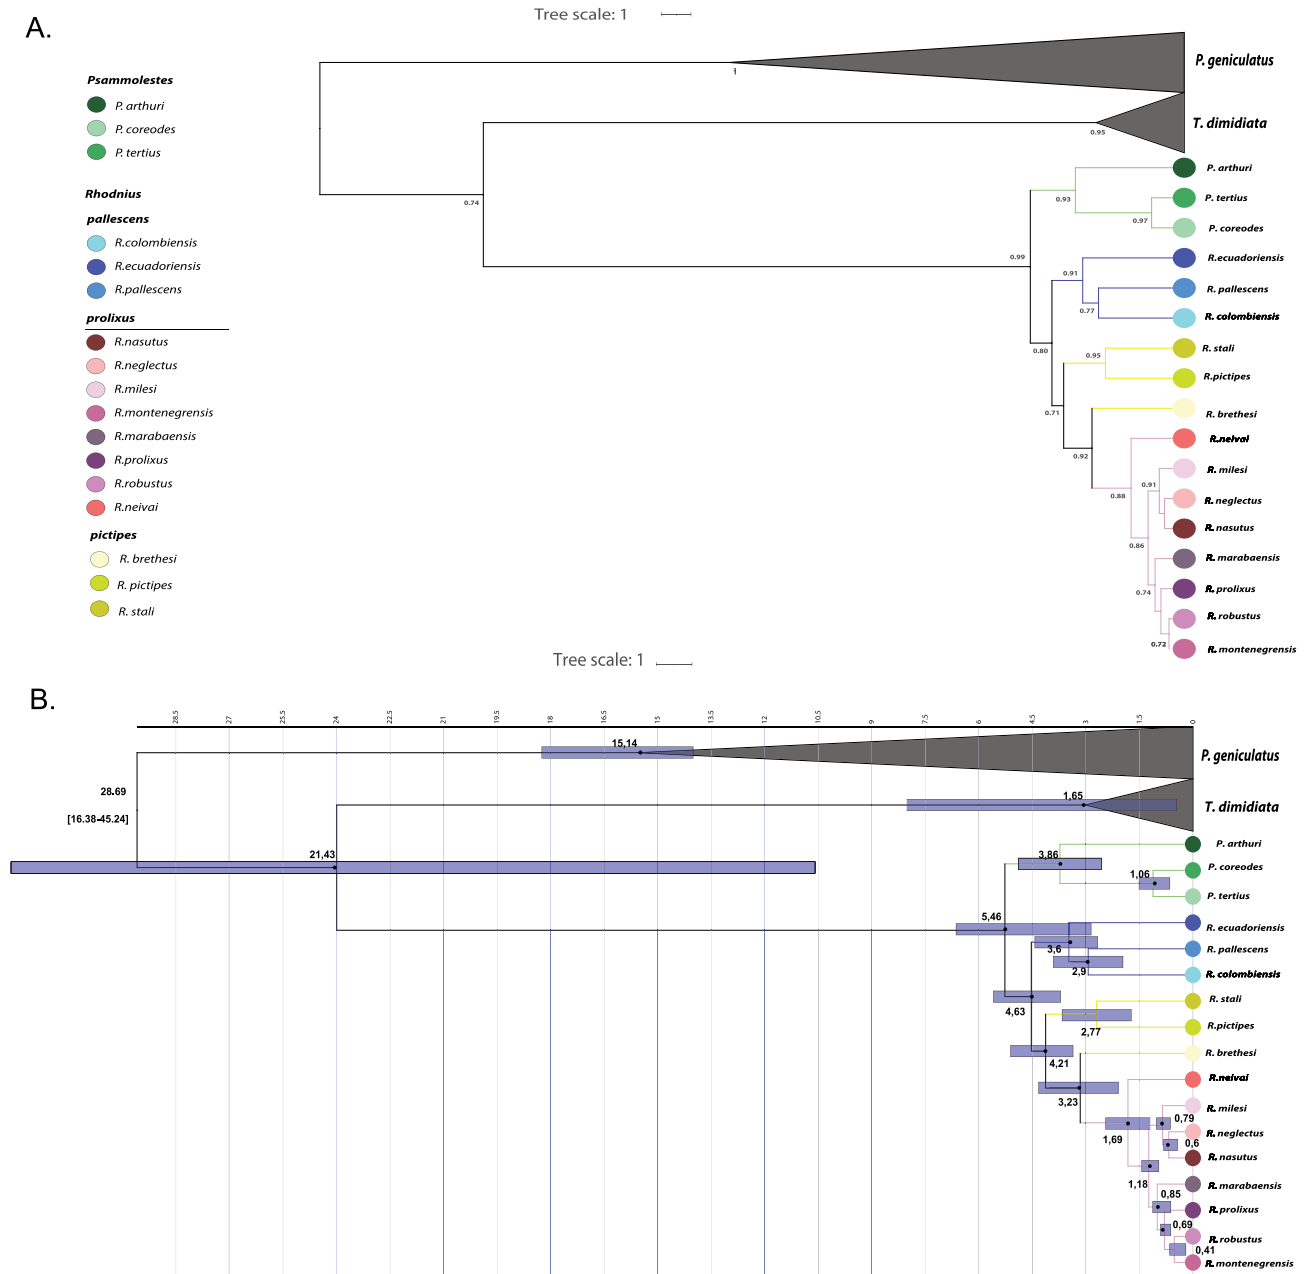 Tree scale: 1
A.
P. geniculatus
1
T. dimidiata
0.95
Psammolestes
P. arthuri
P. coreodes
P. tertius
Rhodnius
pallescens
R.colombiensis
R.ecuadoriensis
R.pallescens
prolixus
R.nasutus
R.neglectus
R.milesi
R.montenegrensis
R.marabaensis
R.prolixus
R.robustus
R.neivai
pictipes
R. brethesi
R. pictipes
R. stali
0.74
P. arthuri
0.93
P. tertius
0.97
P. coreodes
0.99
R.ecuadoriensis
0.91
R. pallescens
0.77
R. colombiensis
0.80
R. stali
0.95
R.pictipes
0.71
R. brethesi
0.92
R.neivai
0.88
R. milesi
0.91
R. neglectus
R. nasutus
0.86
R. marabaensis
0.74
R. prolixus
R. robustus
0.72
R. montenegrensis
Tree scale: 1
B.
28.5 27 25.5 24 22.5 21 19.5 18 16.5 15 13.5 12 10.5 9 7.5 6 4.5 3 1.5 0
15,14
P. geniculatus
28.69
[16.38-45.24]
1,65
T. dimidiata
21,43
P. arthuri
3,86
P. coreodes
1,06
P. tertius
5,46
R. ecuadoriensis
3,6
R. pallescens
2,9
R. colombiensis
4,63
R. stali
2,77
R.pictipes
4,21
R. brethesi
3,23
R.neivai
1,69
R. milesi
0,79
R. neglectus
0,6
R. nasutus
1,18
R. marabaensis
0,85
R. prolixus
0,69
R. robustus
0,41
R. montenegrensis